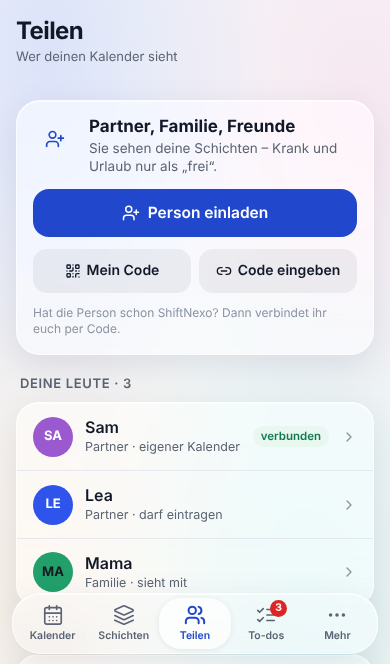 Teilen
Wer deinen Kalender sieht
Partner, Familie, Freunde
Sie sehen deine Schichten – Krank und
Urlaub nur als „frei“.
Person einladen
Mein Code
Code eingeben
Hat die Person schon ShiftNexo? Dann verbindet ihr
euch per Code.
DEINE LEUTE · 3
SA
Sam
Partner · eigener Kalender
verbunden
LE
Lea
Partner · darf eintragen
MA
Mama
Familie · sieht mit
3
Kalender
Schichten
Teilen
To-dos
Mehr